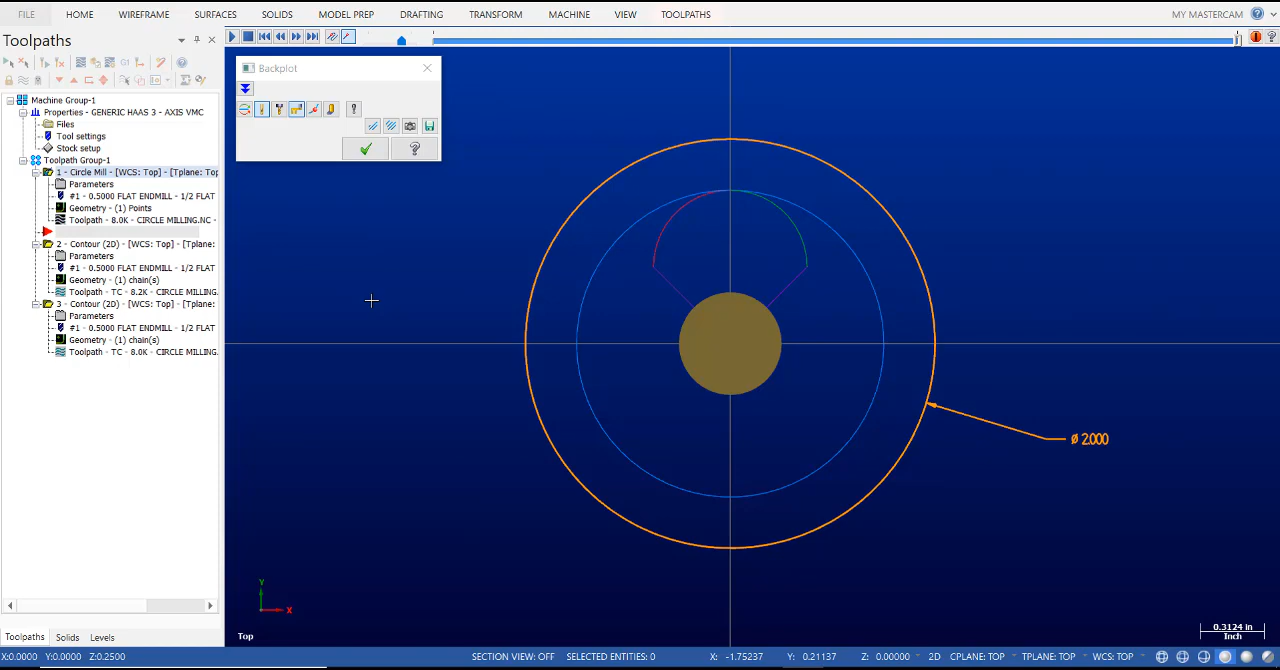 FILE HOME WIREFRAME SURFACES SOLIDS MODEL PREP DRAFTING TRANSFORM MACHINE VIEW TOOLPATHS MY MASTERCAM
Toolpaths
Backplot
Machine Group-1
Properties - GENERIC HAAS 3 - AXIS VMC
Files
Tool settings
Stock setup
Toolpath Group-1
1 - Circle Mill - [WCS: Top] - [Tplane: Top
Parameters
#1 - 0.5000 FLAT ENDMILL - 1/2 FLAT
Geometry - (1) Points
Toolpath - 8.0K - CIRCLE MILLING.NC -
2 - Contour (2D) - [WCS: Top] - [Tplane:
Parameters
#1 - 0.5000 FLAT ENDMILL - 1/2 FLAT
Geometry - (1) chain(s)
Toolpath - TC - 8.2K - CIRCLE MILLING.
3 - Contour (2D) - [WCS: Top] - [Tplane:
Parameters
#1 - 0.5000 FLAT ENDMILL - 1/2 FLAT
Geometry - (1) chain(s)
Toolpath - TC - 8.0K - CIRCLE MILLING.
G1
Ø 2.000
Y
X
Top
0.3124 in
Inch
Toolpaths Solids Levels
X:0.0000 Y:0.0000 Z:0.2500 SECTION VIEW: OFF SELECTED ENTITIES: 0 X: -1.75237 Y: 0.21137 Z: 0.00000 2D CPLANE: TOP TPLANE: TOP WCS: TOP